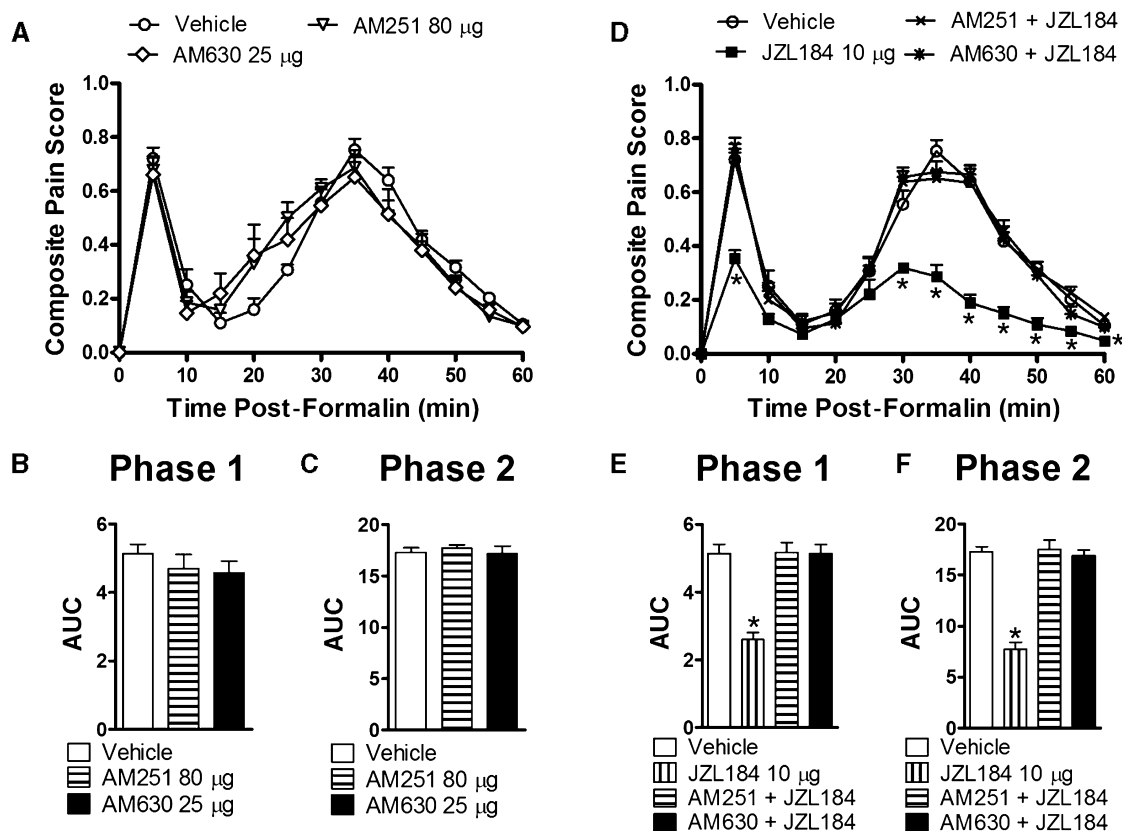 A
Vehicle
AM251 80 µg
AM630 25 µg
Composite Pain Score
1.0
0.8
0.6
0.4
0.2
0.0
0
10
20
30
40
50
60
Time Post-Formalin (min)
D
Vehicle
AM251 + JZL184
JZL184 10 µg
AM630 + JZL184
Composite Pain Score
1.0
0.8
0.6
0.4
0.2
0.0
*
*
*
*
*
*
*
*
0
10
20
30
40
50
60
Time Post-Formalin (min)
B
Phase 1
AUC
6
4
2
0
Vehicle
AM251 80 µg
AM630 25 µg
C
Phase 2
AUC
20
15
10
5
0
Vehicle
AM251 80 µg
AM630 25 µg
E
Phase 1
AUC
6
4
2
0
*
Vehicle
JZL184 10 µg
AM251 + JZL184
AM630 + JZL184
F
Phase 2
AUC
20
15
10
5
0
*
Vehicle
JZL184 10 µg
AM251 + JZL184
AM630 + JZL184